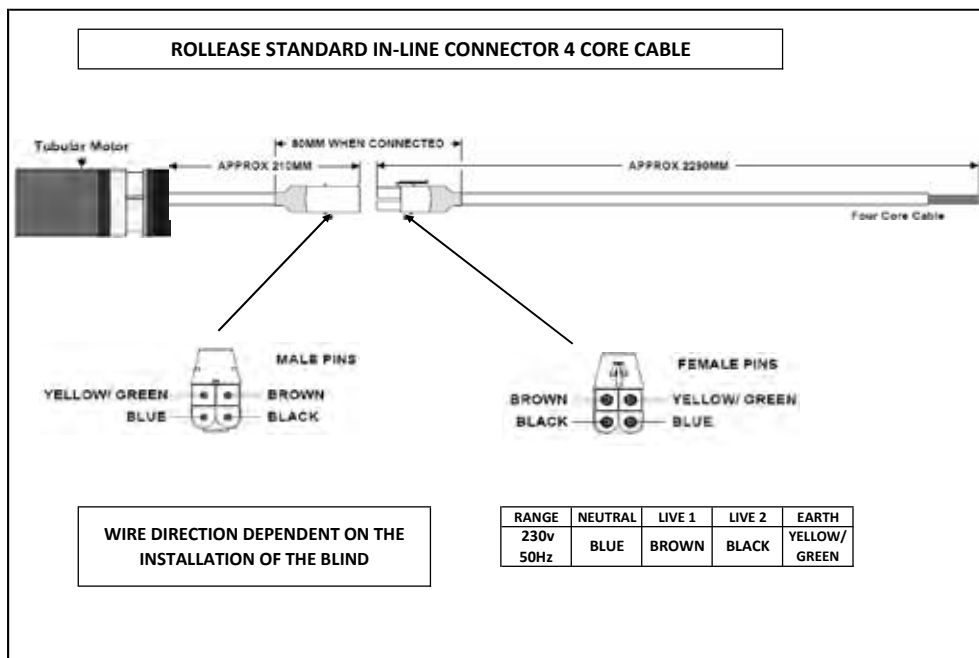 ROLLEASE STANDARD IN-LINE CONNECTOR 4 CORE CABLE
80MM WHEN CONNECTED
Tubular Motor
APPROX 210MM
APPROX 2290MM
Four Core Cable
MALE PINS
YELLOW/ GREEN
BROWN
BLUE
BLACK
FEMALE PINS
BROWN
YELLOW/ GREEN
BLACK
BLUE
WIRE DIRECTION DEPENDENT ON THE
INSTALLATION OF THE BLIND
RANGE NEUTRAL LIVE 1 LIVE 2 EARTH
230v 50Hz BLUE BROWN BLACK YELLOW/ GREEN